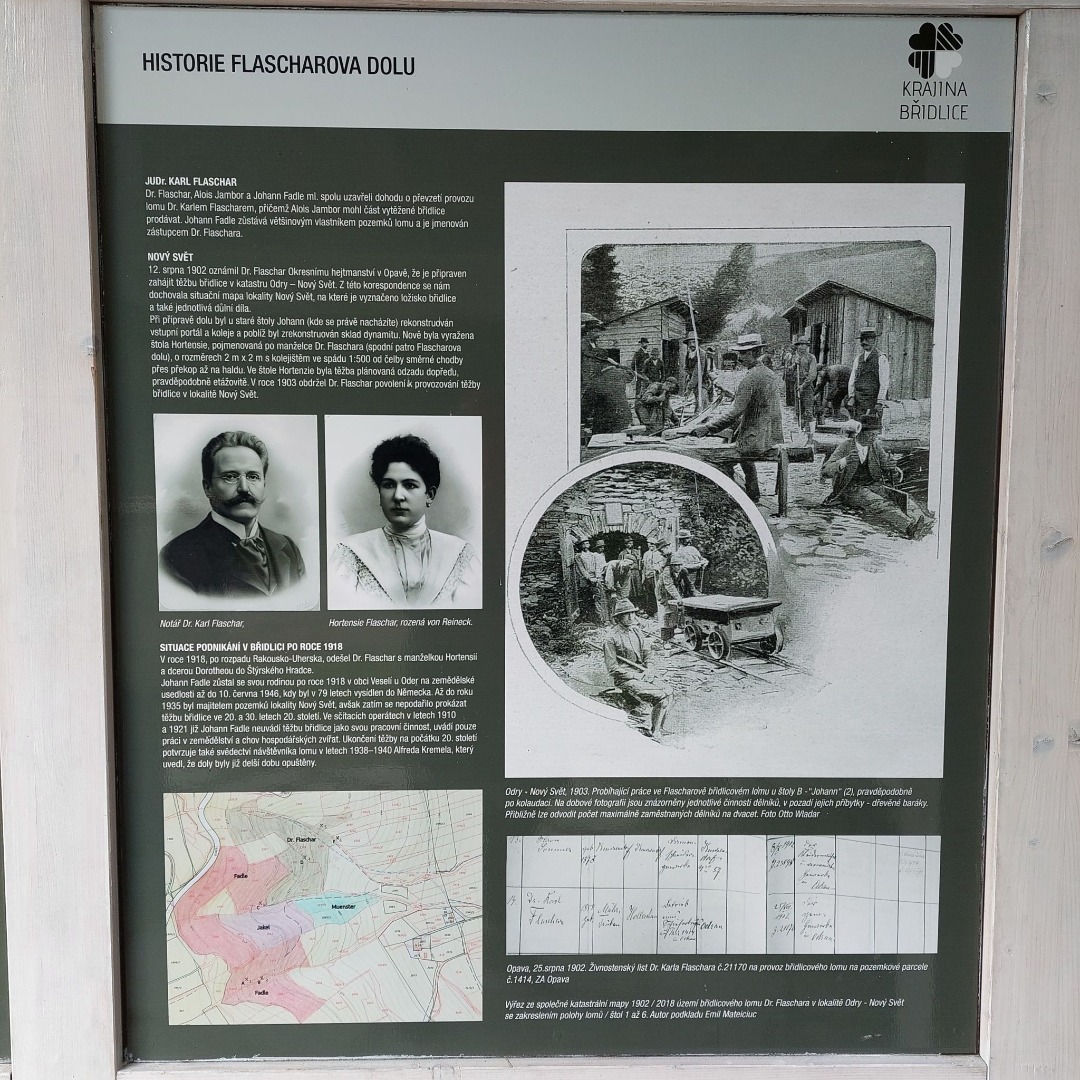 HISTORIE FLASCHAROVA DOLU
KRAJINA
BŘIDLICE
JUDr. KARL FLASCHAR
Dr. Flaschar, Alois Jambor a Johann Fadle ml. spolu uzavřeli dohodu o převzetí provozu
lomu Dr. Karlem Flascharem, přičemž Alois Jambor mohl část vytěžené břidlice
prodávat. Johann Fadle zůstává většinovým vlastníkem pozemků lomu a je jmenován
zástupcem Dr. Flaschara.
NOVÝ SVĚT
12. srpna 1902 oznámil Dr. Flaschar Okresnímu hejtmanství v Opavě, že je připraven
zahájit těžbu břidlice v katastru Odry – Nový Svět. Z této korespondence se nám
dochovala situační mapa lokality Nový Svět, na které je vyznačeno ložisko břidlice
a také jednotlivá důlní díla.
Při přípravě dolu byl u staré štoly Johann (kde se právě nacházíte) rekonstruován
vstupní portál a koleje a poblíž byl zrekonstruován sklad dynamitu. Nově byla vyražena
štola Hortensie, pojmenovaná po manželce Dr. Flaschara (spodní patro Flascharova
dolu), o rozměrech 2 m x 2 m s kolejištěm ve spádu 1:500 od čelby směrné chodby
přes překop až na haldu. Ve štole Hortenzie byla těžba plánovaná odzadu dopředu,
pravděpodobně etážovitě. V roce 1903 obdržel Dr. Flaschar povolení k provozování těžby
břidlice v lokalitě Nový Svět.
Notář Dr. Karl Flaschar,
Hortensie Flaschar, rozená von Reineck.
SITUACE PODNIKÁNÍ V BŘIDLICI PO ROCE 1918
V roce 1918, po rozpadu Rakousko-Uherska, odešel Dr. Flaschar s manželkou Hortensií
a dcerou Dorotheou do Štýrského Hradce.
Johann Fadle zůstal se svou rodinou po roce 1918 v obci Veselí u Oder na zemědělské
usedlosti až do 10. června 1946, kdy byl v 79 letech vysídlen do Německa. Až do roku
1935 byl majitelem pozemků lokality Nový Svět, avšak zatím se nepodařilo prokázat
těžbu břidlice ve 20. a 30. letech 20. století. Ve sčítacích operátech v letech 1910
a 1921 již Johann Fadle neuvádí těžbu břidlice jako svou pracovní činnost, uvádí pouze
práci v zemědělství a chov hospodářských zvířat. Ukončení těžby na počátku 20. století
potvrzuje také svědectví návštěvníka lomu v letech 1938–1940 Alfreda Kremela, který
uvedl, že doly byly již delší dobu opuštěny.
Dr. Flaschar
Fadle
Muenster
Jakel
Fadle
Odry - Nový Svět, 1903. Probíhající práce ve Flascharově břidlicovém lomu u štoly B -"Johann" (2), pravděpodobně
po kolaudaci. Na dobové fotografii jsou znázorněny jednotlivé činnosti dělníků, v pozadí jejich příbytky - dřevěné baráky.
Přibližně lze odvodit počet maximálně zaměstnaných dělníků na dvacet. Foto Otto Wladar
Dr. Karl
Flaschar
Opava, 25.srpna 1902. Živnostenský list Dr. Karla Flaschara č.21170 na provoz břidlicového lomu na pozemkové parcele
č.1414, ZA Opava
Výřez ze společné katastrální mapy 1902 / 2018 území břidlicového lomu Dr. Flaschara v lokalitě Odry - Nový Svět
se zakreslením polohy lomů / štol 1 až 6. Autor podkladu Emil Mateiciuc